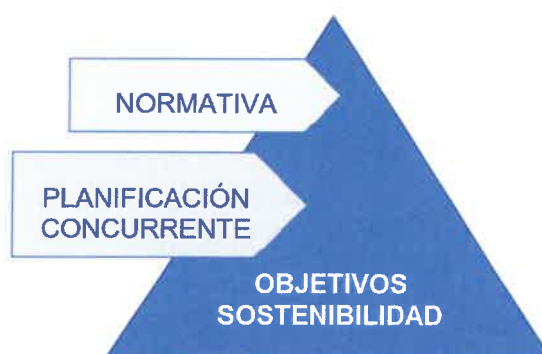 NORMATIVA
PLANIFICACIÓN
CONCURRENTE
OBJETIVOS
SOSTENIBILIDAD